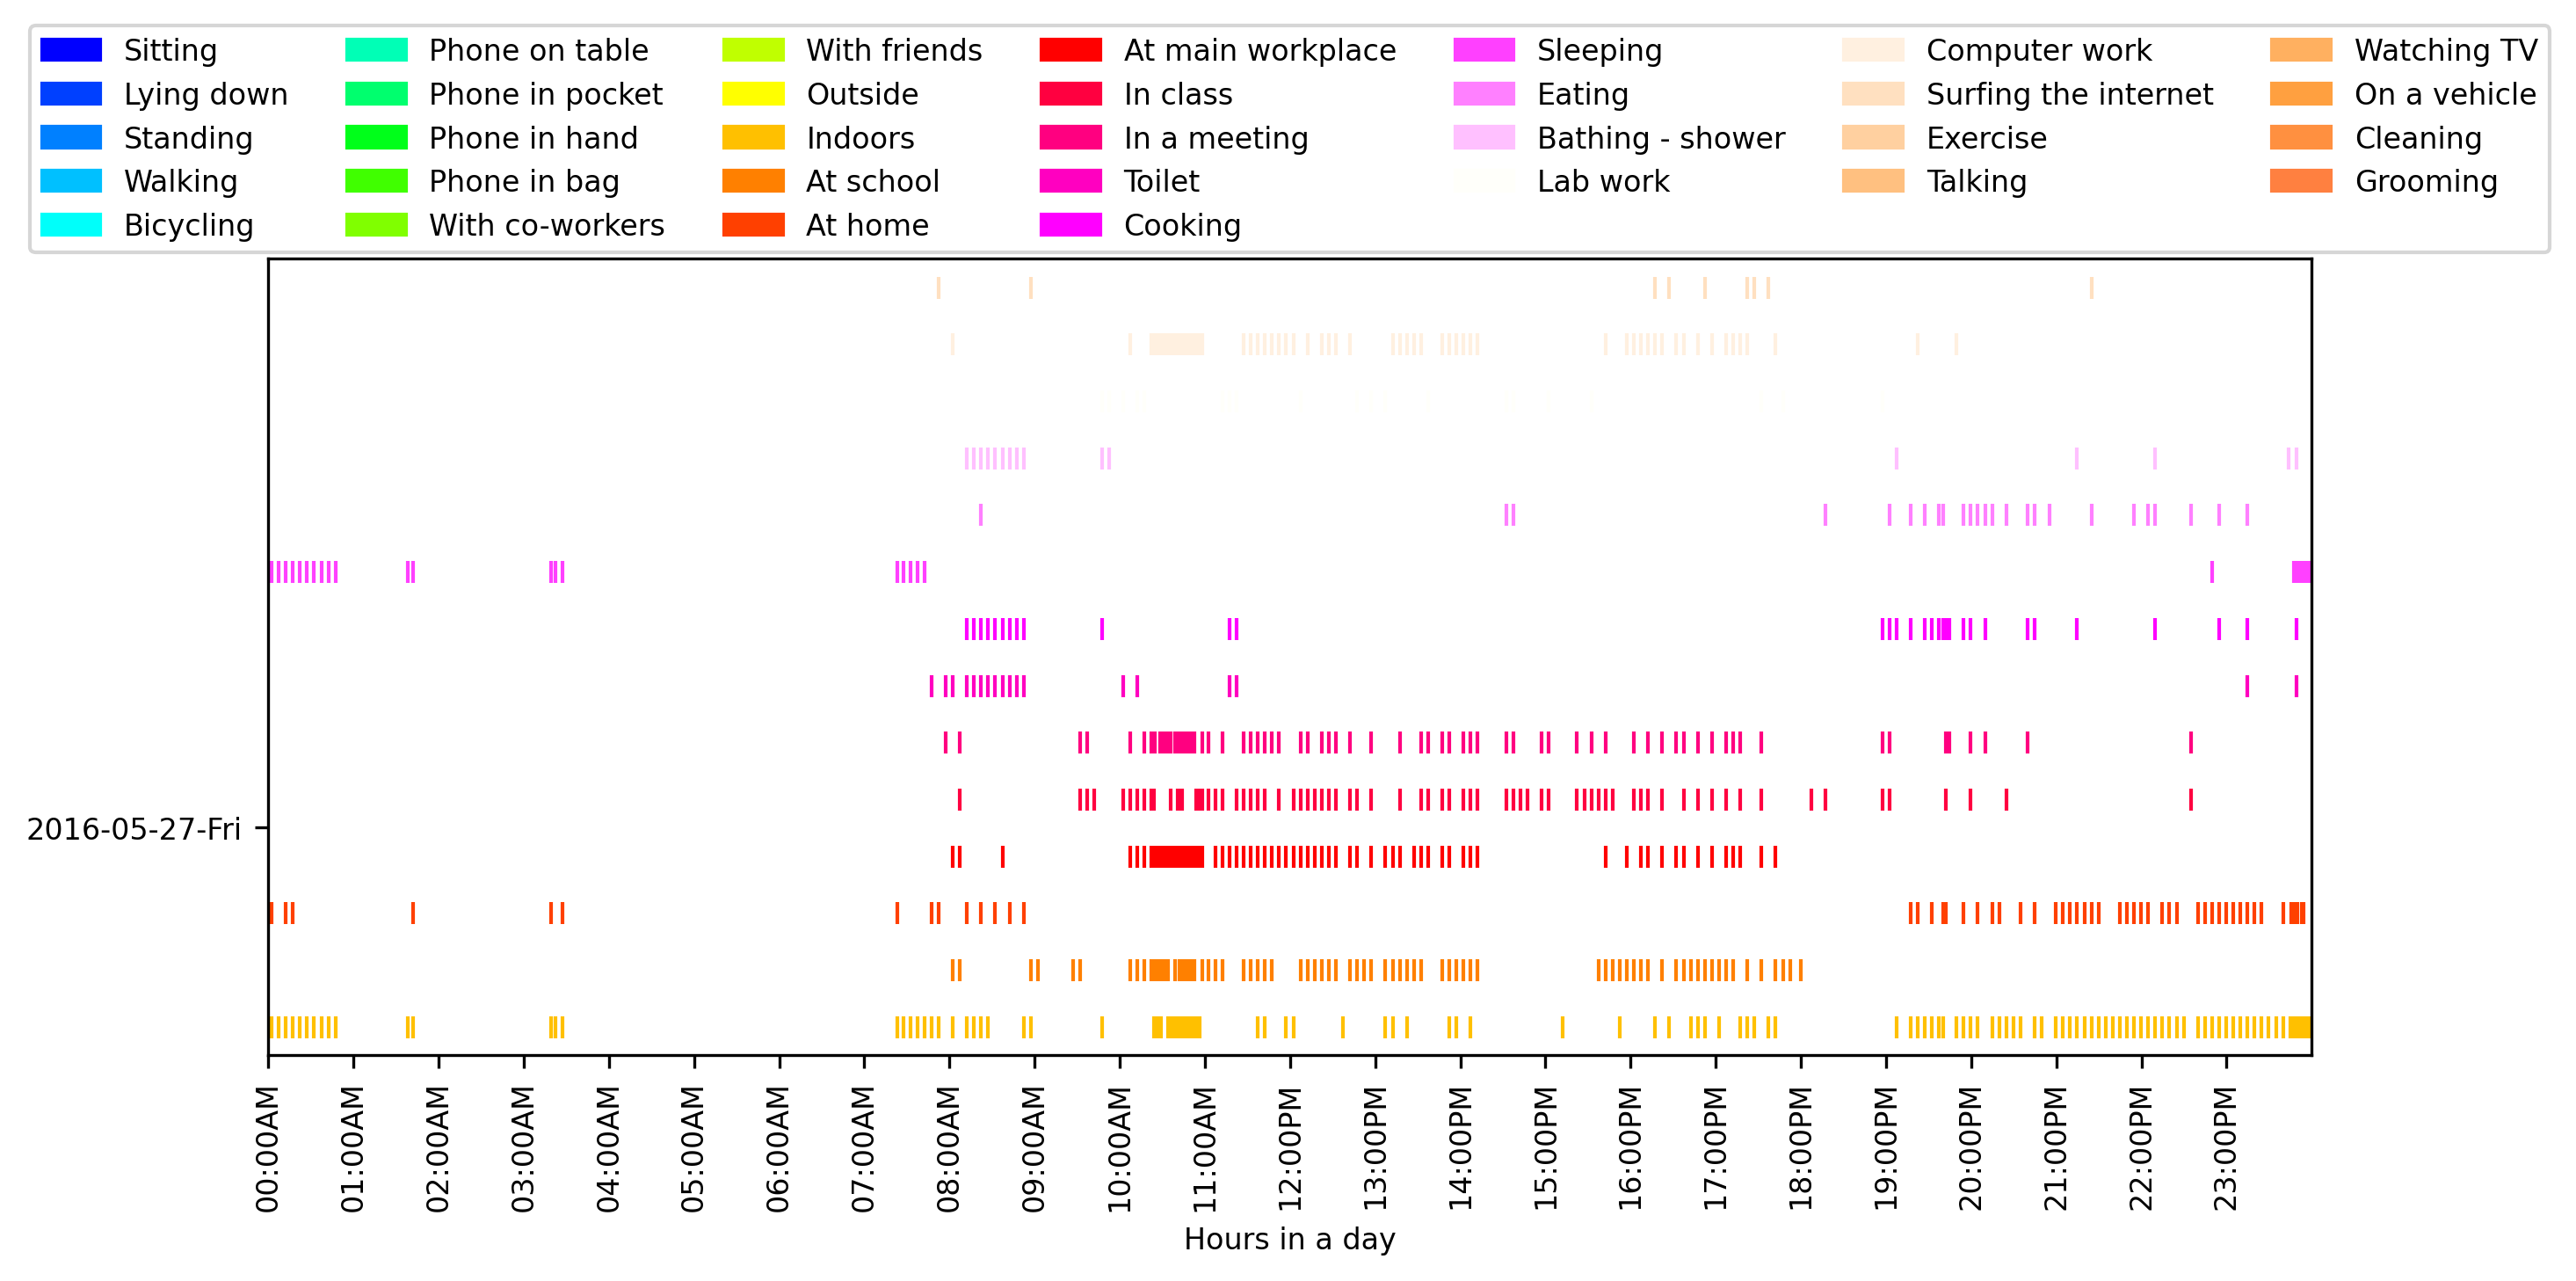 Sitting Phone on table With friends At main workplace Sleeping Computer work Watching TV
Lying down Phone in pocket Outside In class Eating Surfing the internet On a vehicle
Standing Phone in hand Indoors In a meeting Bathing - shower Exercise Cleaning
Walking Phone in bag At school Toilet Lab work Talking Grooming
Bicycling With co-workers At home Cooking
2016-05-27-Fri
00:00AM 01:00AM 02:00AM 03:00AM 04:00AM 05:00AM 06:00AM 07:00AM 08:00AM 09:00AM 10:00AM 11:00AM 12:00PM 13:00PM 14:00PM 15:00PM 16:00PM 17:00PM 18:00PM 19:00PM 20:00PM 21:00PM 22:00PM 23:00PM
Hours in a day